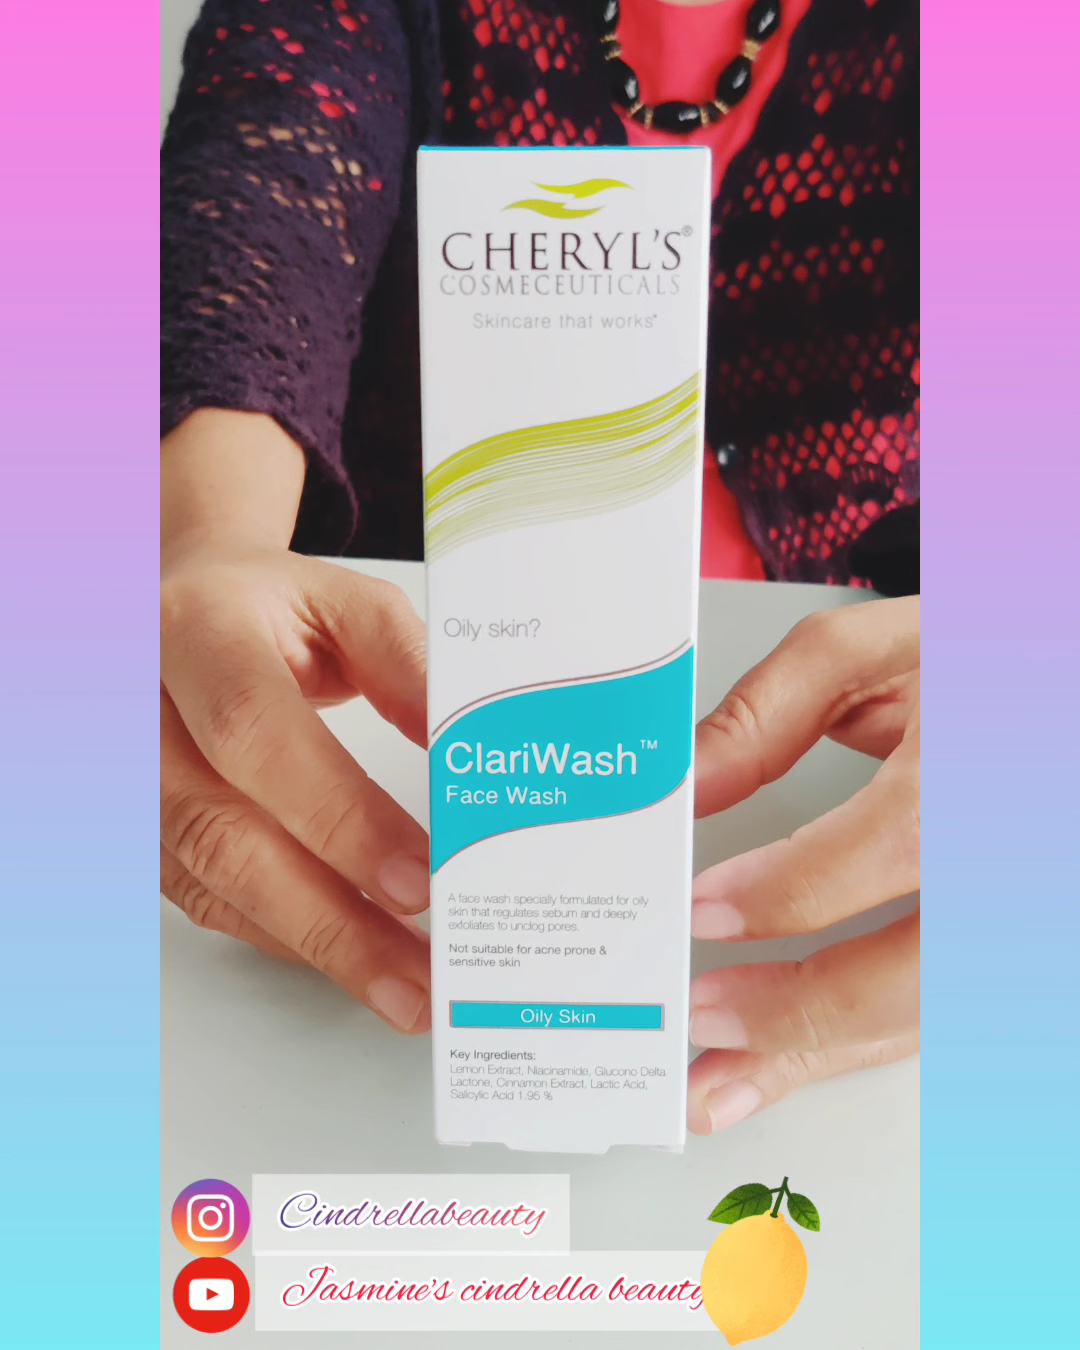 CHERYL'S®
COSMECEUTICALS
Skincare that works*
Oily skin?
ClariWash™
Face Wash
A face wash specially formulated for oily
skin that regulates sebum and deeply
exfoliates to unclog pores.
Not suitable for acne prone &
sensitive skin
Oily Skin
Key Ingredients:
Lemon Extract, Niacinamide, Glucono Delta
Lactone, Cinnamon Extract, Lactic Acid,
Salicylic Acid 1.95 %
Cindrellabeauty
Jasmine's cindrella beauty